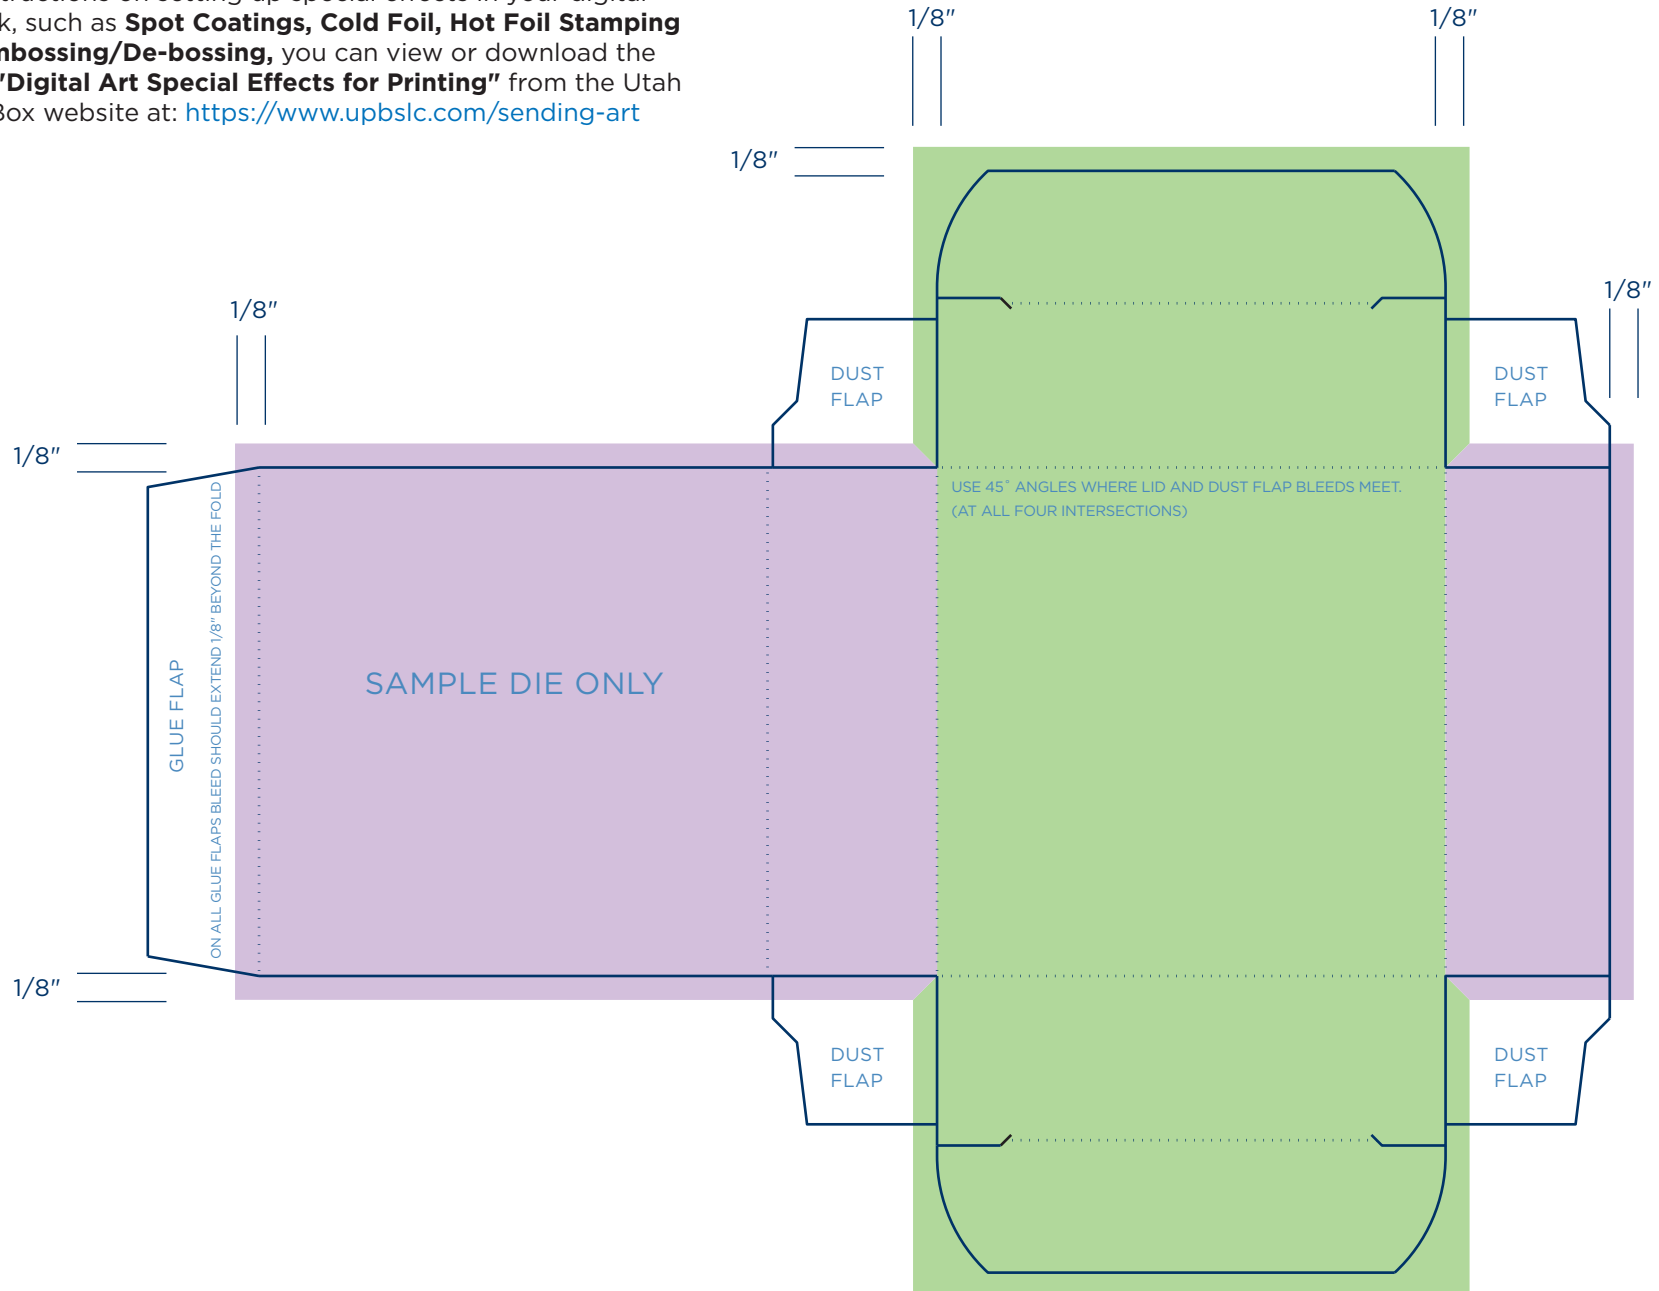 k, such as Spot Coatings, Cold Foil, Hot Foil Stamping
you can view or download the
"Digital Art Special Effects for Printing" from the Utah
Box website at: https://www.upbslc.com/sending-art
1/8"
1/8"
1/8"
1/8"
1/8"
DUST
FLAP
DUST
FLAP
1/8"
USE 45° ANGLES WHERE LID AND DUST FLAP BLEEDS MEET.
(AT ALL FOUR INTERSECTIONS)
GLUE FLAP
ON ALL GLUE FLAPS BLEED SHOULD EXTEND 1/8" BEYOND THE FOLD
SAMPLE DIE ONLY
1/8"
DUST
FLAP
DUST
FLAP